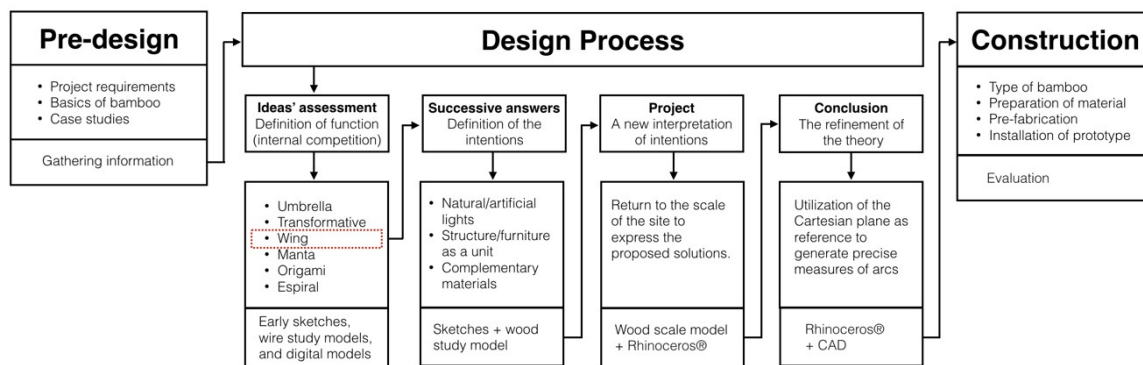 Pre-design
• Project requirements
• Basics of bamboo
• Case studies
Gathering information
Design Process
Ideas' assessment
Definition of function
(internal competition)
• Umbrella
• Transformative
• Wing
• Manta
• Origami
• Espiral
Early sketches,
wire study models,
and digital models
Successive answers
Definition of the
intentions
• Natural/artificial
lights
• Structure/furniture
as a unit
• Complementary
materials
Sketches + wood
study model
Project
A new interpretation
of intentions
Return to the scale
of the site to
express the
proposed solutions.
Wood scale model
+ Rhinoceros®
Conclusion
The refinement of
the theory
Utilization of the
Cartesian plane as
reference to
generate precise
measures of arcs
Rhinoceros®
+ CAD
Construction
• Type of bamboo
• Preparation of material
• Pre-fabrication
• Installation of prototype
Evaluation